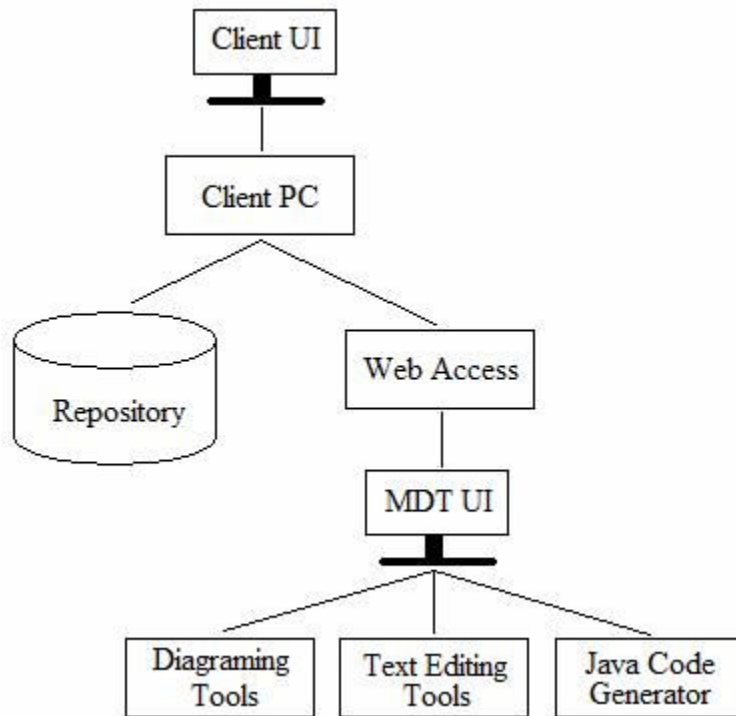 Client UI
Client PC
Web Access
Repository
MDT UI
Diagraming
Tools
Text Editing
Tools
Java Code
Generator